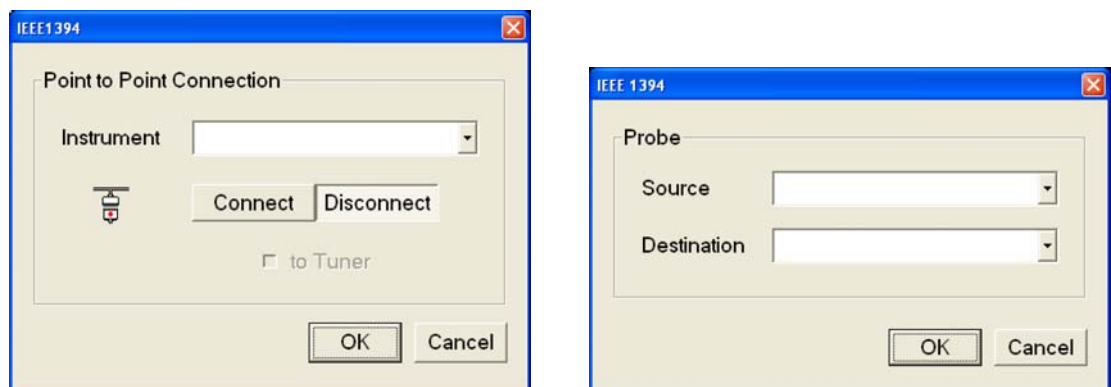 IEEE1394
Point to Point Connection
Instrument
Connect Disconnect
to Tuner
OK Cancel
IEEE 1394
Probe
Source
Destination
OK Cancel